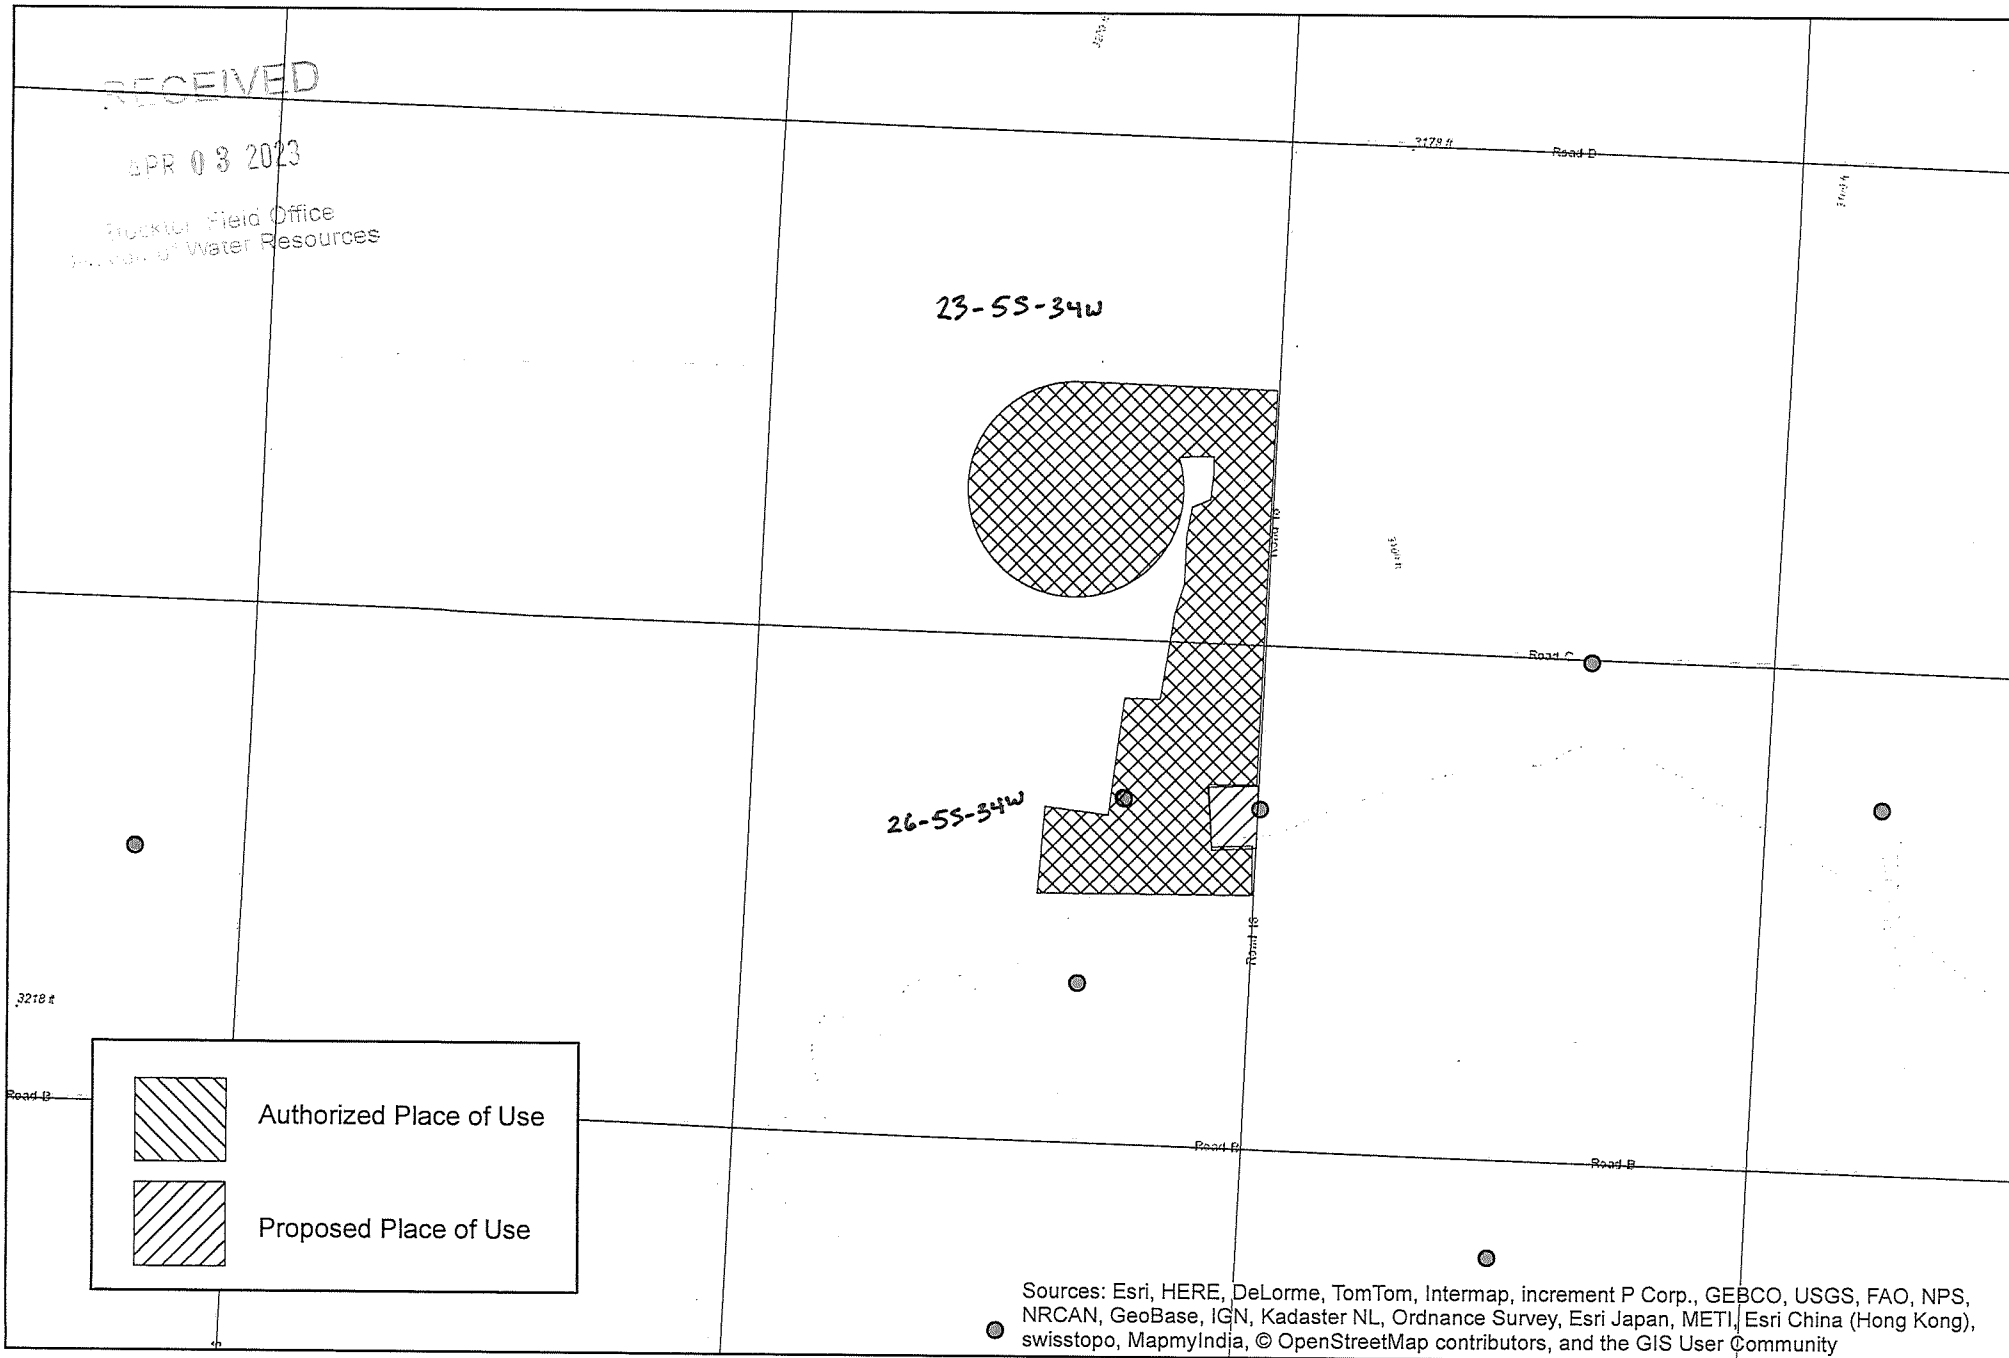 RECEIVED
APR 03 2023
Field Office
of Water Resources
3178 ft
Road D
23-5S-34W
Road 18
Road C
26-5S-34W
Road 18
3218 ft
Road B
Road B
Road B
Authorized Place of Use
Proposed Place of Use
Sources: Esri, HERE, DeLorme, TomTom, Intermap, increment P Corp., GEBCO, USGS, FAO, NPS,
NRCAN, GeoBase, IGN, Kadaster NL, Ordnance Survey, Esri Japan, METI, Esri China (Hong Kong),
swisstopo, MapmyIndia, © OpenStreetMap contributors, and the GIS User Community